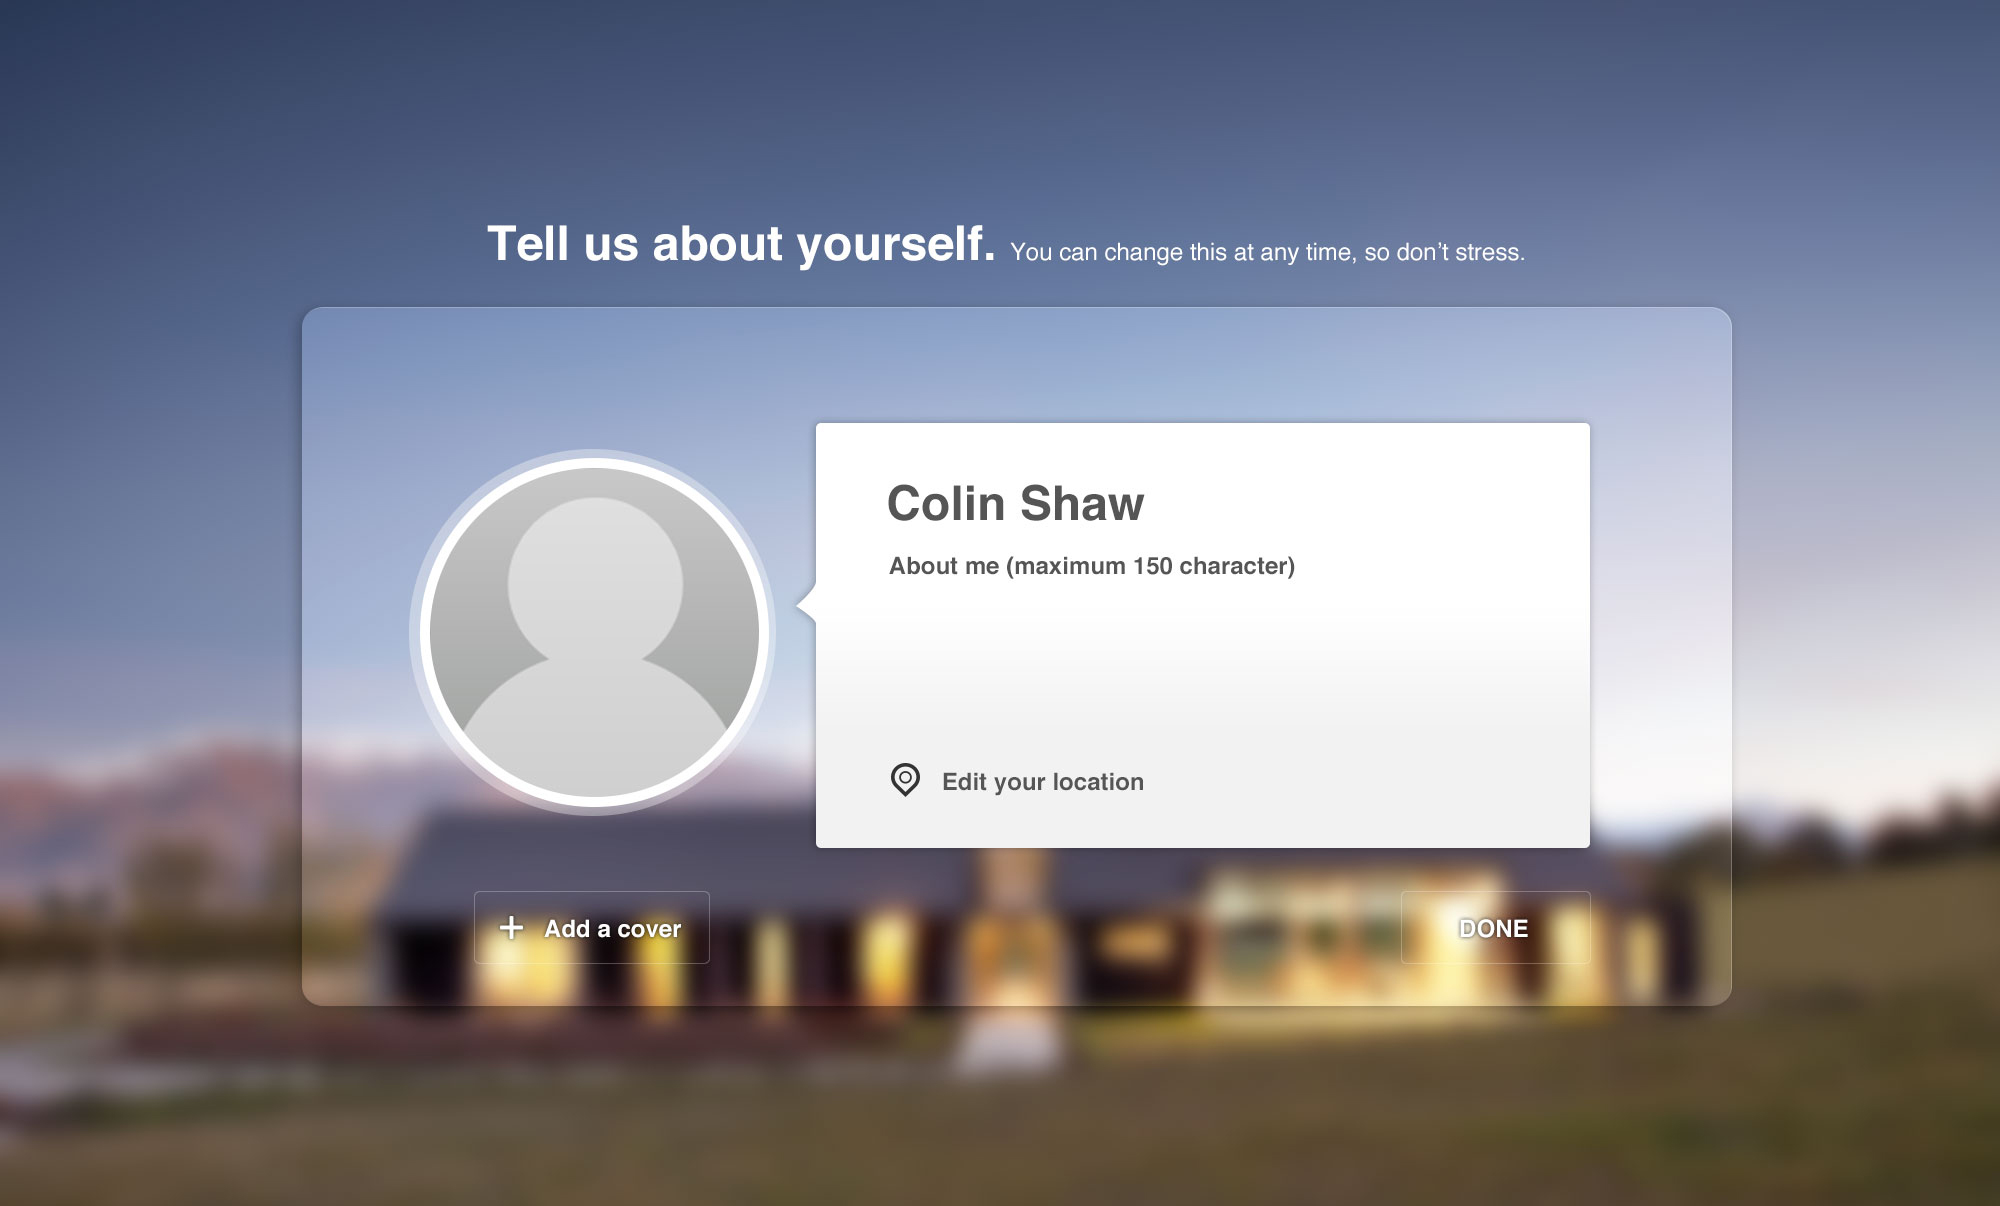 Tell us about yourself. You can change this at any time, so don’t stress.
Colin Shaw
About me (maximum 150 character)
Edit your location
Add a cover
DONE